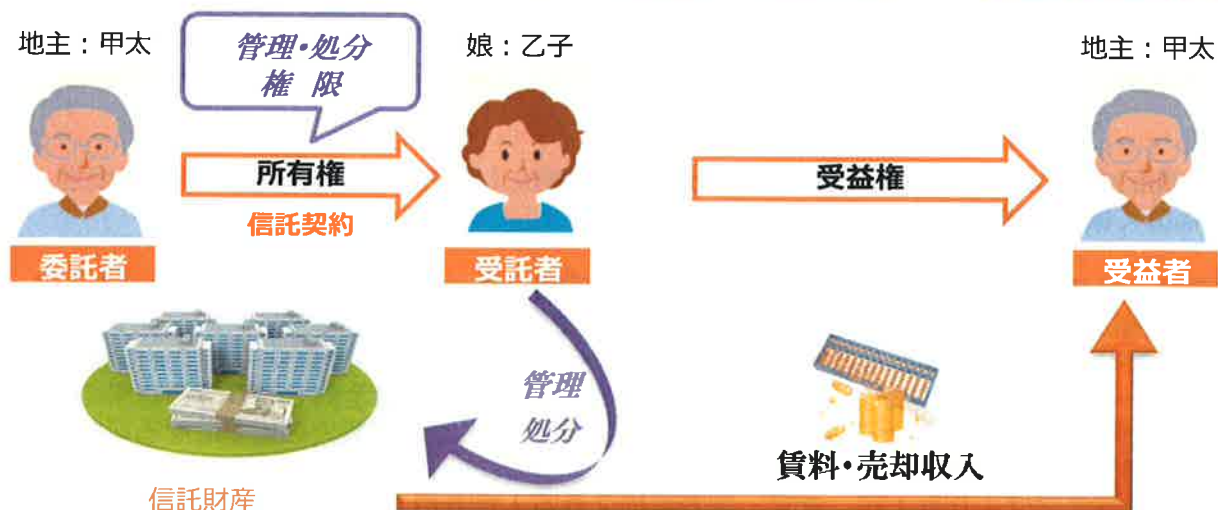 地主：甲太
管理・処分
権 限
娘：乙子
地主：甲太
所有権
信託契約
受益権
委託者
受託者
受益者
管理
処分
賃料・売却収入
信託財産